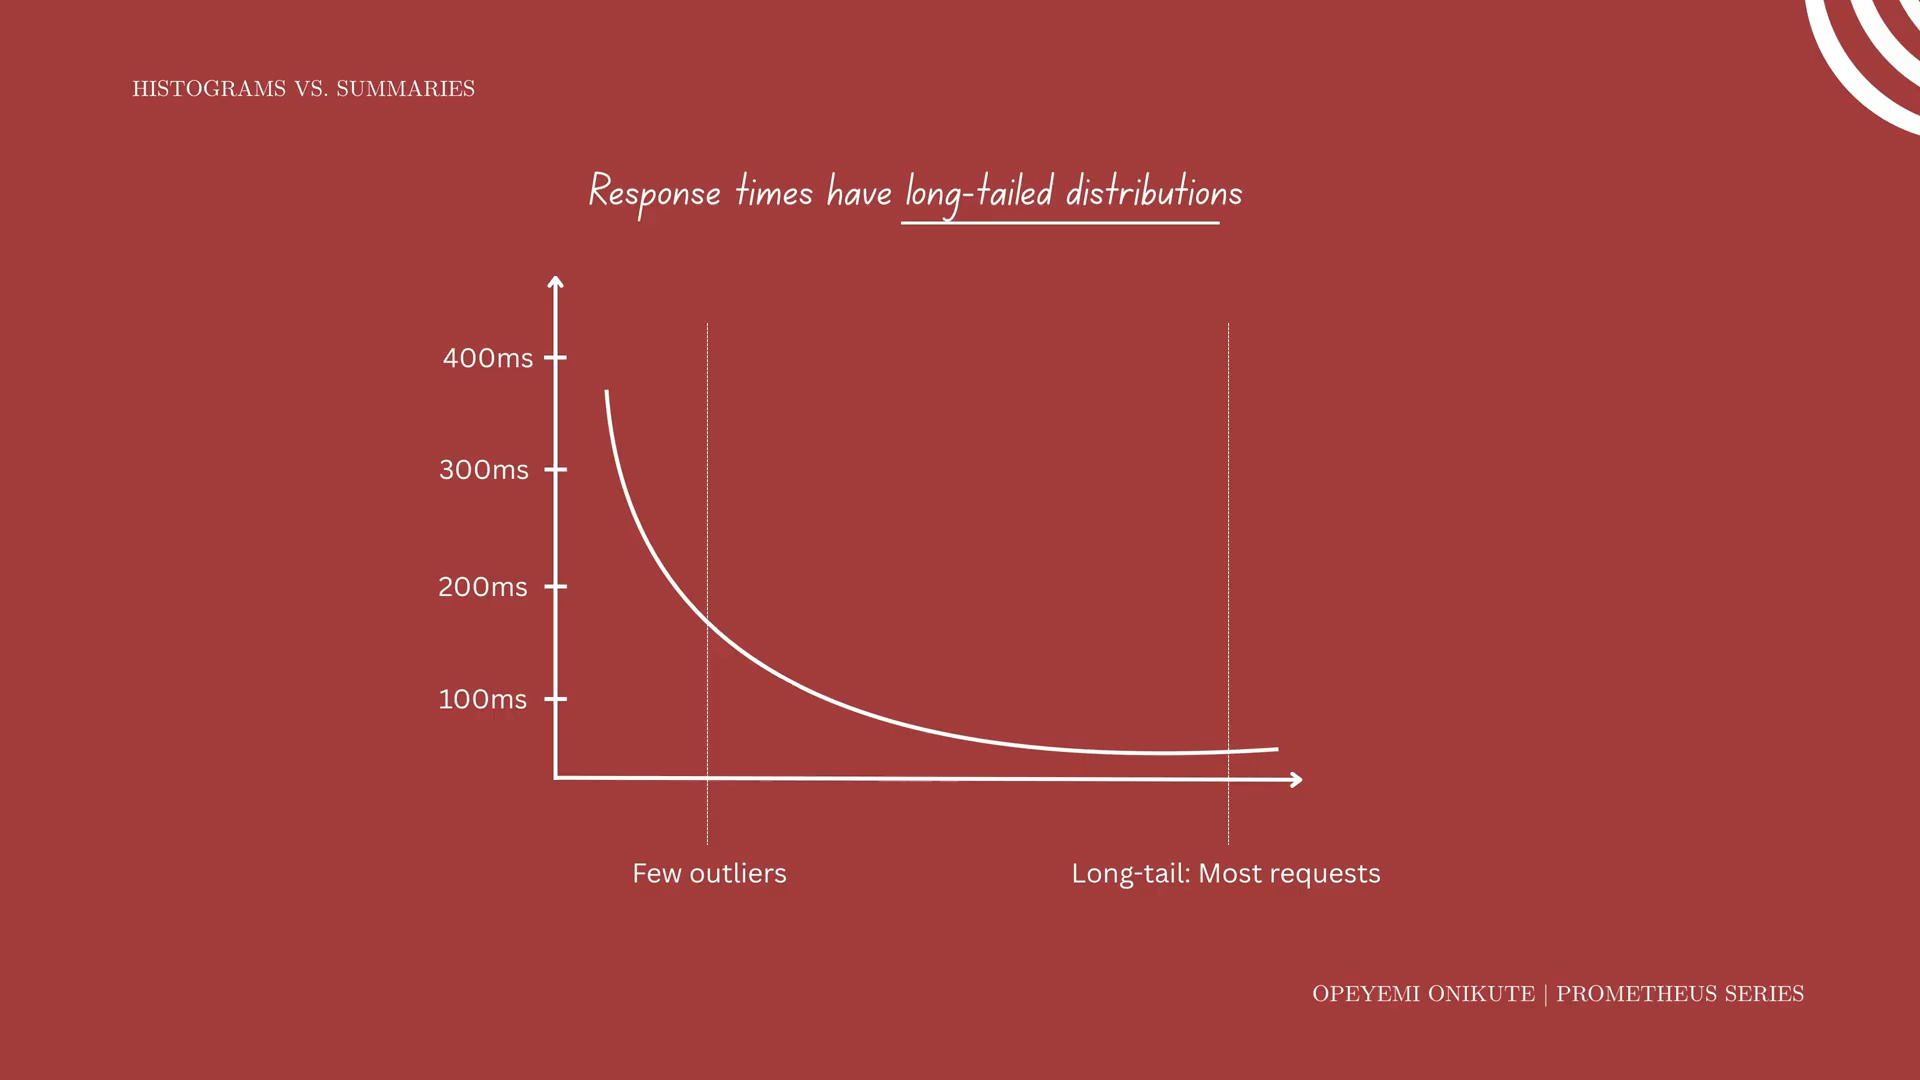 HISTOGRAMS VS. SUMMARIES
Response times have long-tailed distributions
400ms
300ms
200ms
100ms
Few outliers
Long-tail: Most requests
OPEYEMI ONIKUTE | PROMETHEUS SERIES